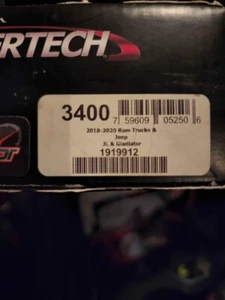 ERTECH
3400
7 59609 05250 6
2018-2020 Ram Trucks &
Jeep
JL & Gladiator
1919912